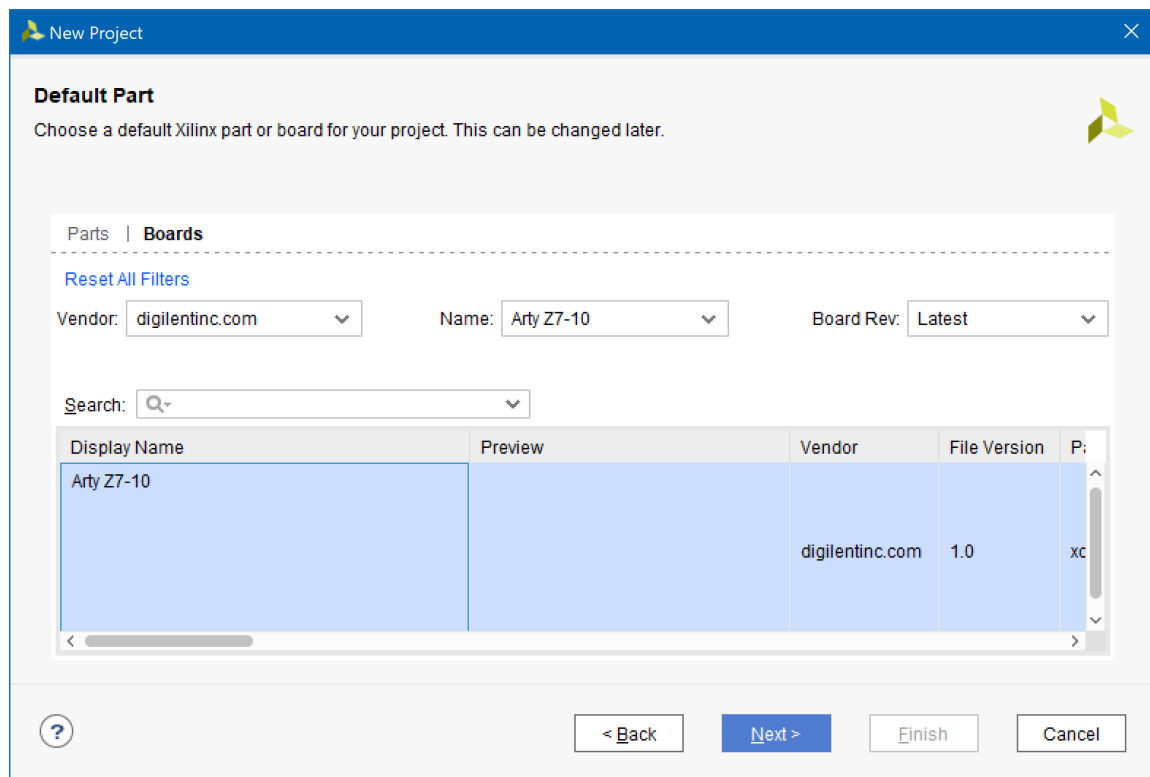 New Project
Default Part
Choose a default Xilinx part or board for your project. This can be changed later.
Parts | Boards
Reset All Filters
Vendor: digilentinc.com Name: Arty Z7-10 Board Rev: Latest
Search:
Display Name Preview Vendor File Version
Arty Z7-10
digilentinc.com 1.0
? < Back Next > Finish Cancel